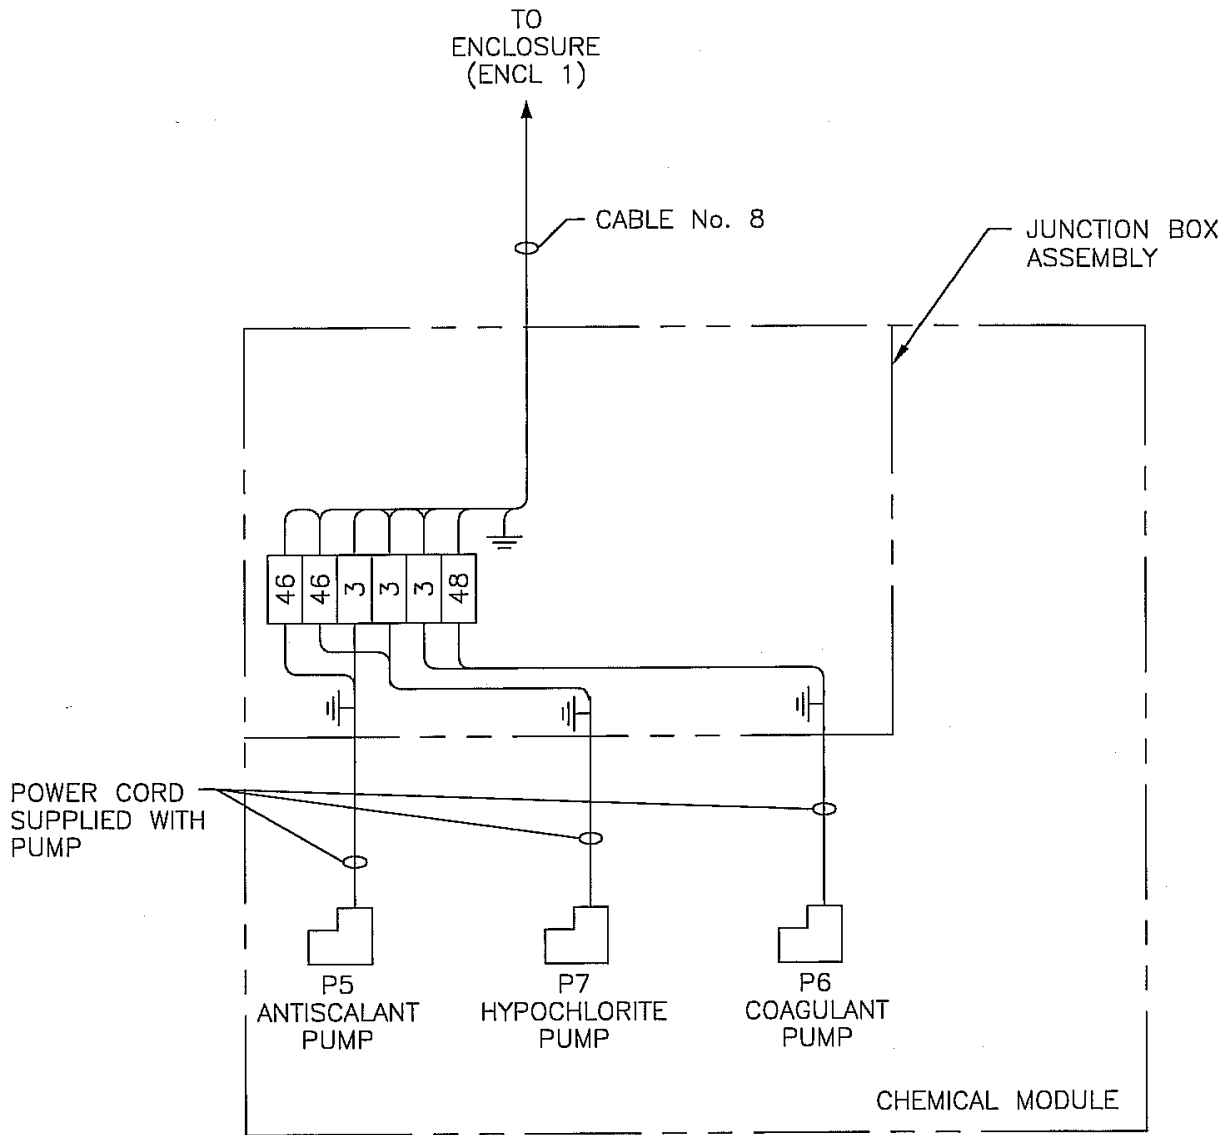 TO
ENCLOSURE
(ENCL 1)
CABLE No. 8
JUNCTION BOX
ASSEMBLY
46
46
3
3
3
48
POWER CORD
SUPPLIED WITH
PUMP
P5
ANTISCALANT
PUMP
P7
HYPOCHLORITE
PUMP
P6
COAGULANT
PUMP
CHEMICAL MODULE